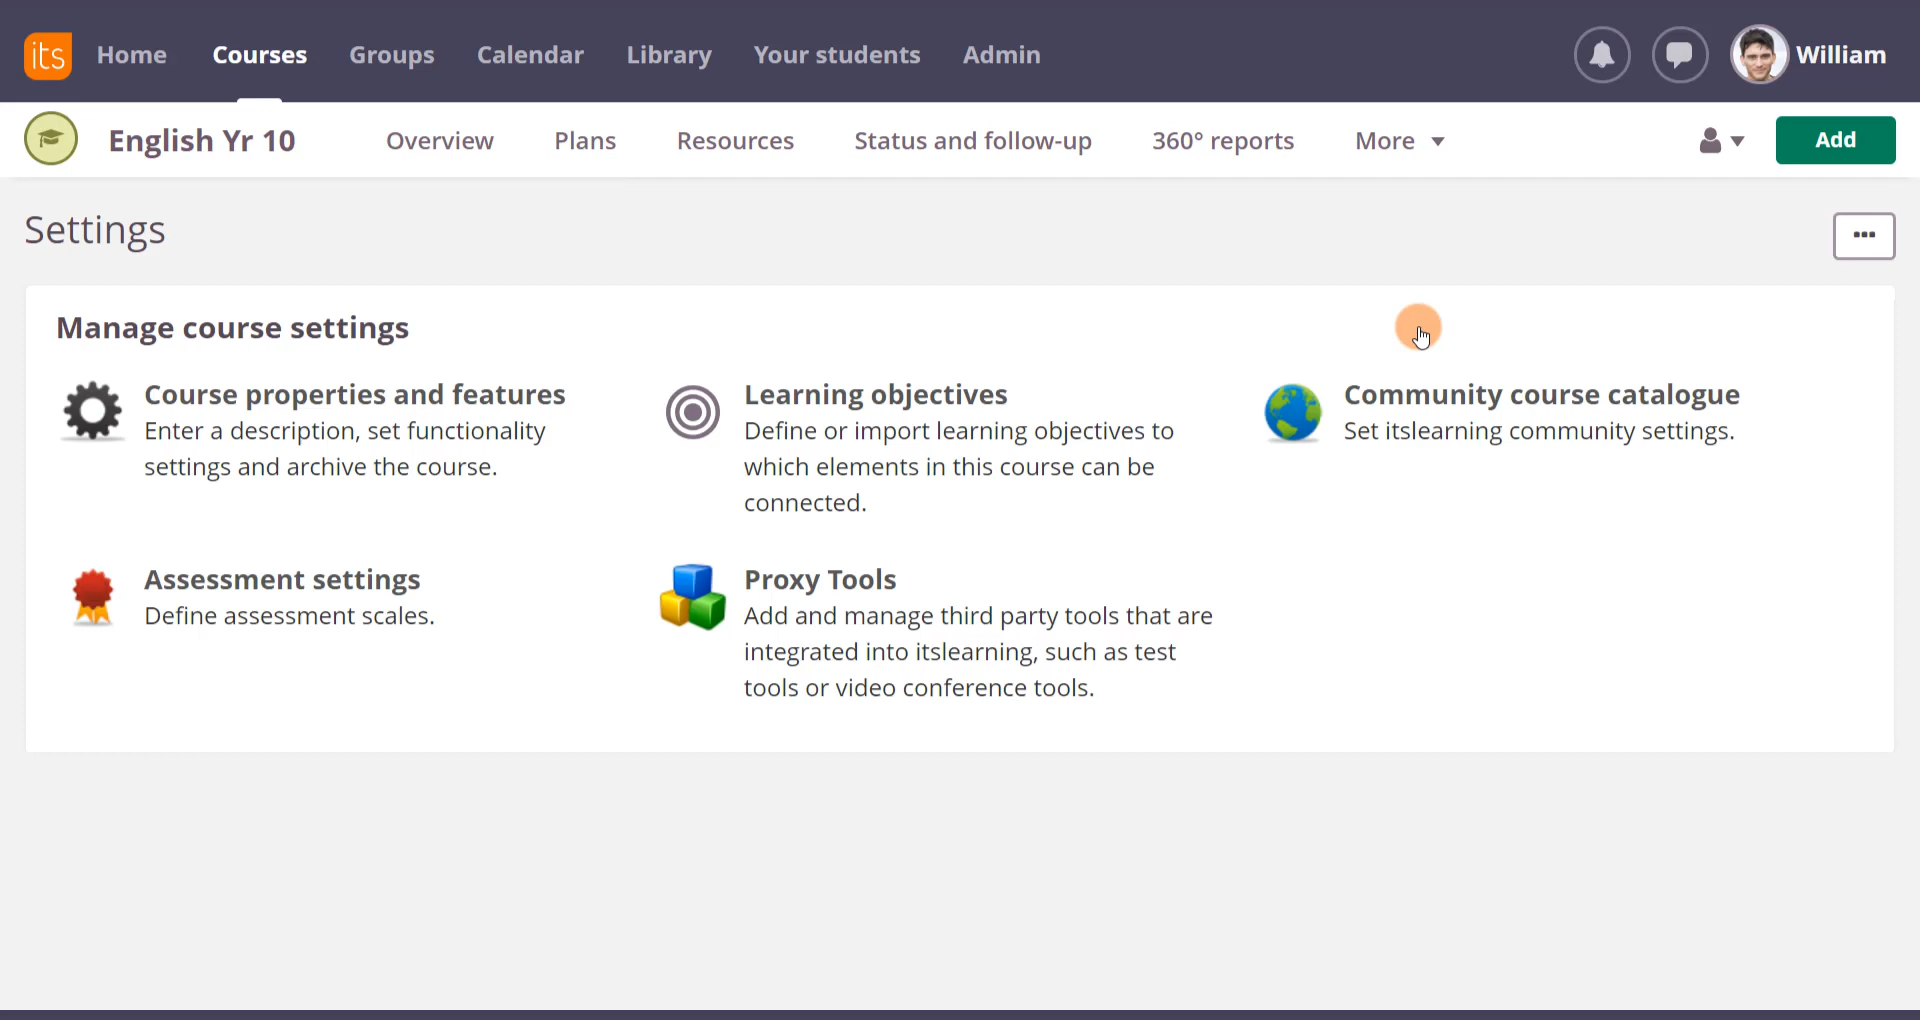 its Home Courses Groups Calendar Library Your students Admin William
English Yr 10 Overview Plans Resources Status and follow-up 360° reports More Add
Settings
Manage course settings
Course properties and features
Enter a description, set functionality
settings and archive the course.
Learning objectives
Define or import learning objectives to
which elements in this course can be
connected.
Community course catalogue
Set itslearning community settings.
Assessment settings
Define assessment scales.
Proxy Tools
Add and manage third party tools that are
integrated into itslearning, such as test
tools or video conference tools.